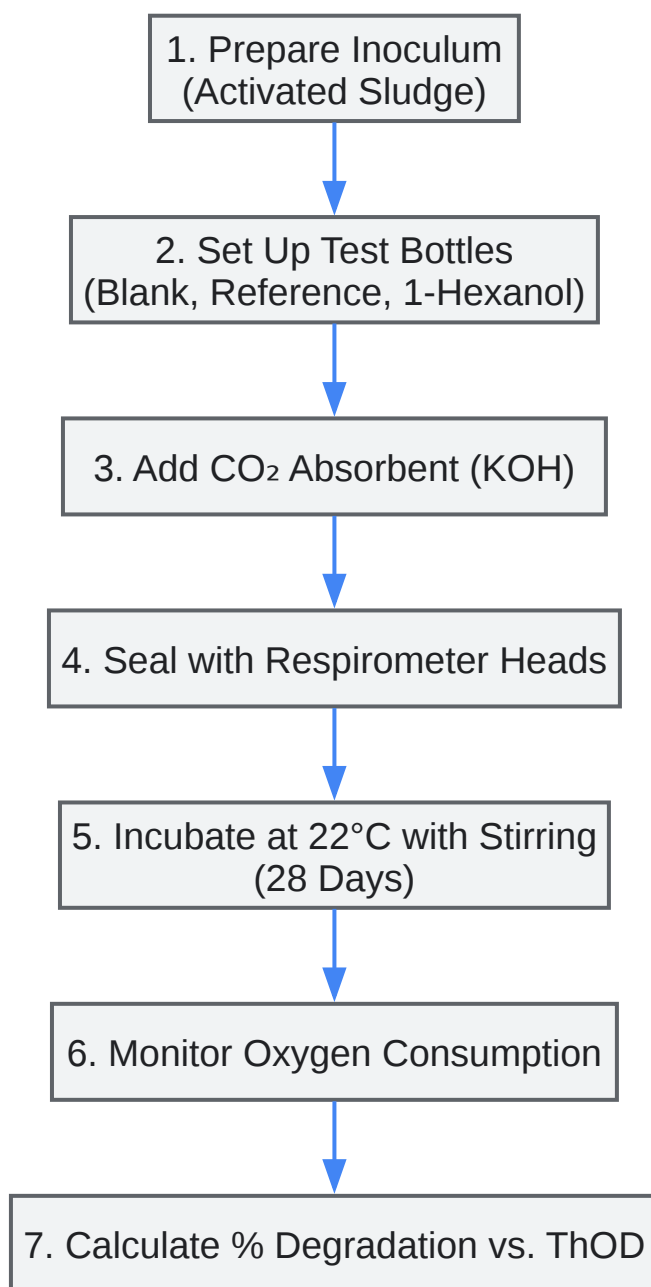 1. Prepare Inoculum
(Activated Sludge)
2. Set Up Test Bottles
(Blank, Reference, 1-Hexanol)
3. Add CO₂ Absorbent (KOH)
4. Seal with Respirometer Heads
5. Incubate at 22°C with Stirring
(28 Days)
6. Monitor Oxygen Consumption
7. Calculate % Degradation vs. ThOD